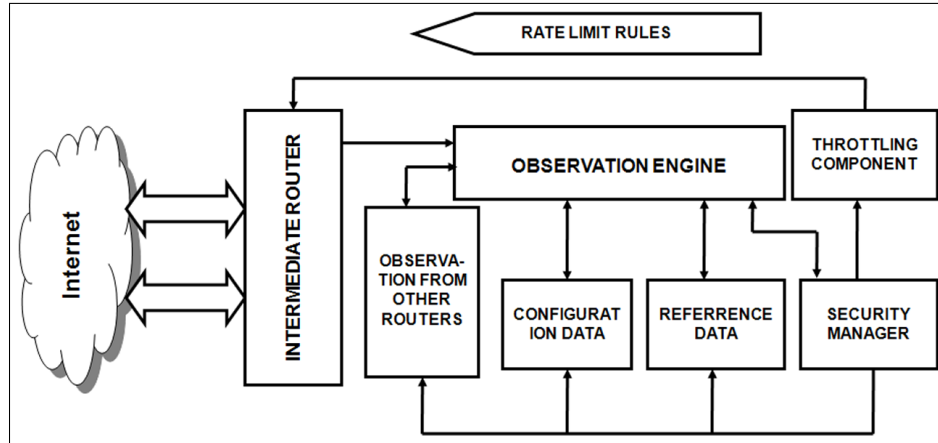 RATE LIMIT RULES
Internet
INTERMEDIATE ROUTER
OBSERVATION ENGINE
THROTTLING
COMPONENT
OBSERVA-
TION FROM
OTHER
ROUTERS
CONFIGURAT
ION DATA
REFERRENCE
DATA
SECURITY
MANAGER